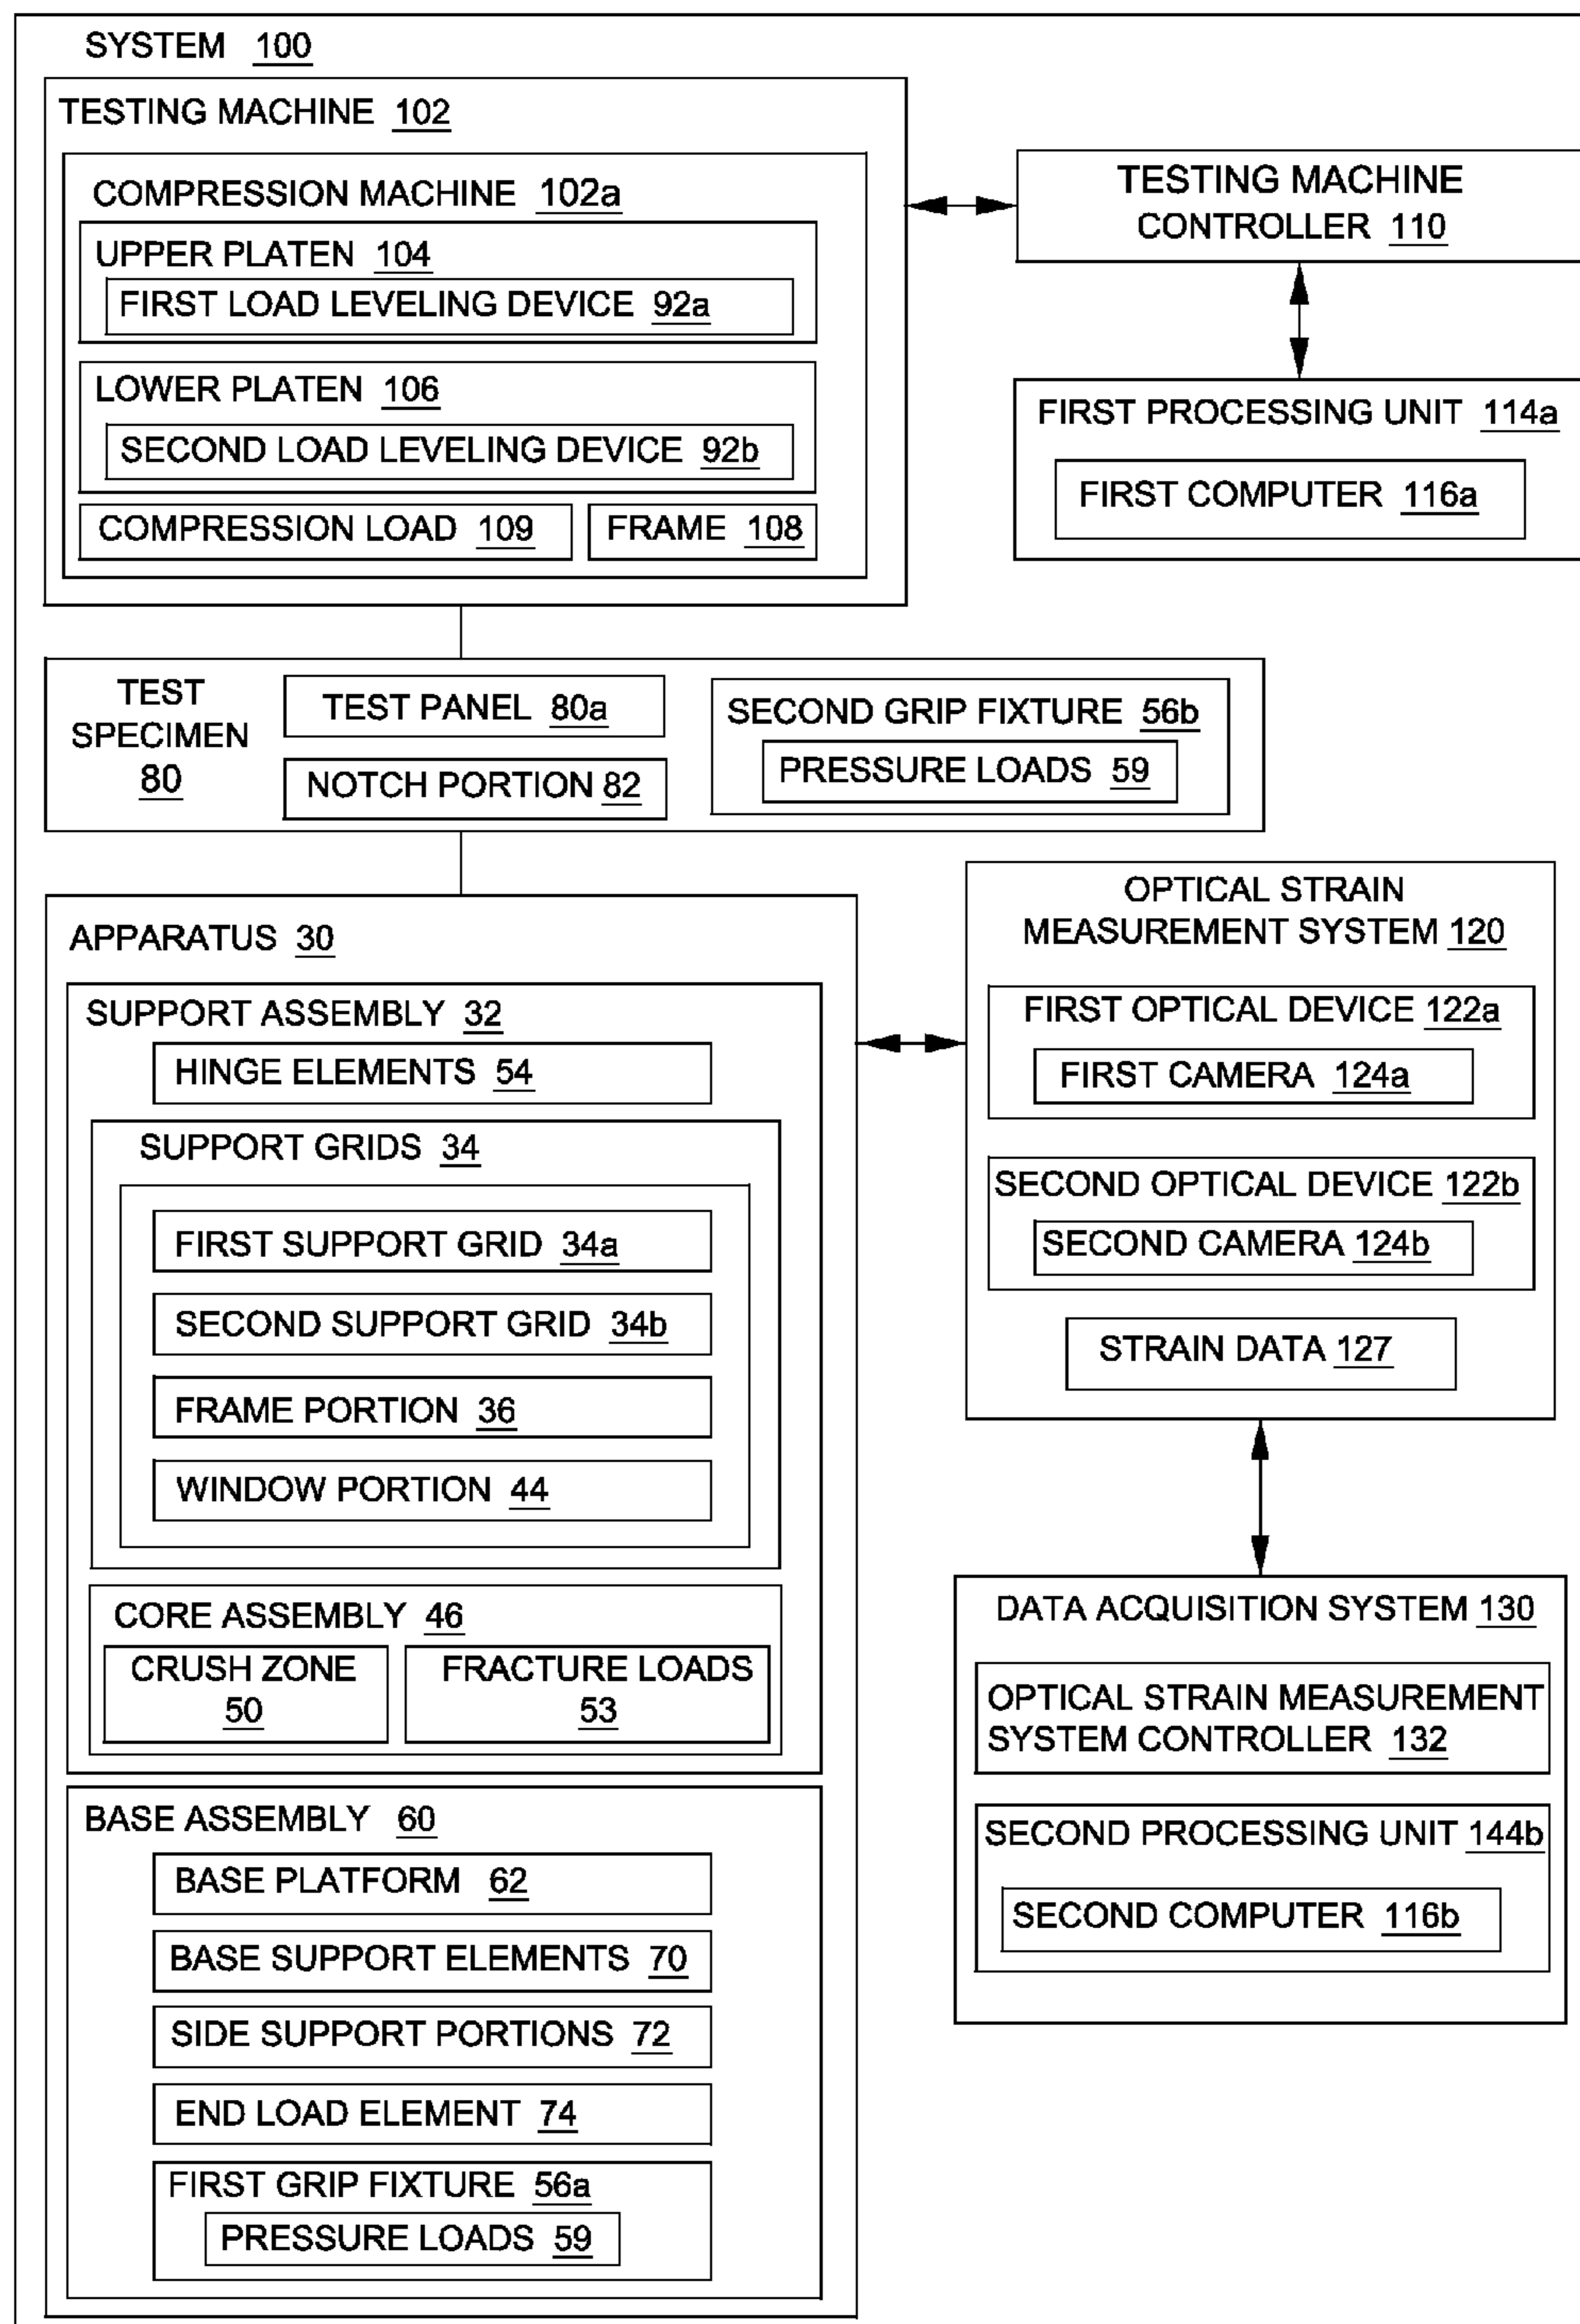 SYSTEM 100
TESTING MACHINE 102
COMPRESSION MACHINE 102a
UPPER PLATEN 104
FIRST LOAD LEVELING DEVICE 92a
LOWER PLATEN 106
SECOND LOAD LEVELING DEVICE 92b
COMPRESSION LOAD 109
FRAME 108
TESTING MACHINE
CONTROLLER 110
FIRST PROCESSING UNIT 114a
FIRST COMPUTER 116a
TEST
SPECIMEN
80
TEST PANEL 80a
NOTCH PORTION 82
SECOND GRIP FIXTURE 56b
PRESSURE LOADS 59
APPARATUS 30
SUPPORT ASSEMBLY 32
HINGE ELEMENTS 54
SUPPORT GRIDS 34
FIRST SUPPORT GRID 34a
SECOND SUPPORT GRID 34b
FRAME PORTION 36
WINDOW PORTION 44
CORE ASSEMBLY 46
CRUSH ZONE
50
FRACTURE LOADS
53
BASE ASSEMBLY 60
BASE PLATFORM 62
BASE SUPPORT ELEMENTS 70
SIDE SUPPORT PORTIONS 72
END LOAD ELEMENT 74
FIRST GRIP FIXTURE 56a
PRESSURE LOADS 59
OPTICAL STRAIN
MEASUREMENT SYSTEM 120
FIRST OPTICAL DEVICE 122a
FIRST CAMERA 124a
SECOND OPTICAL DEVICE 122b
SECOND CAMERA 124b
STRAIN DATA 127
DATA ACQUISITION SYSTEM 130
OPTICAL STRAIN MEASUREMENT
SYSTEM CONTROLLER 132
SECOND PROCESSING UNIT 144b
SECOND COMPUTER 116b